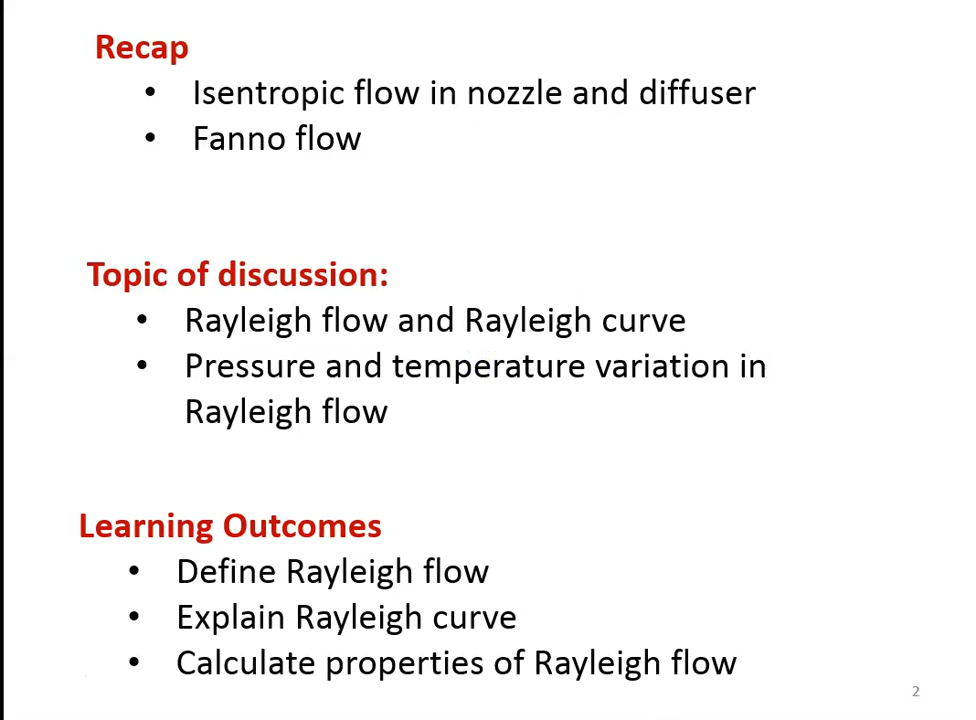 Recap
• Isentropic flow in nozzle and diffuser
• Fanno flow
Topic of discussion:
• Rayleigh flow and Rayleigh curve
• Pressure and temperature variation in
Rayleigh flow
Learning Outcomes
• Define Rayleigh flow
• Explain Rayleigh curve
• Calculate properties of Rayleigh flow
2